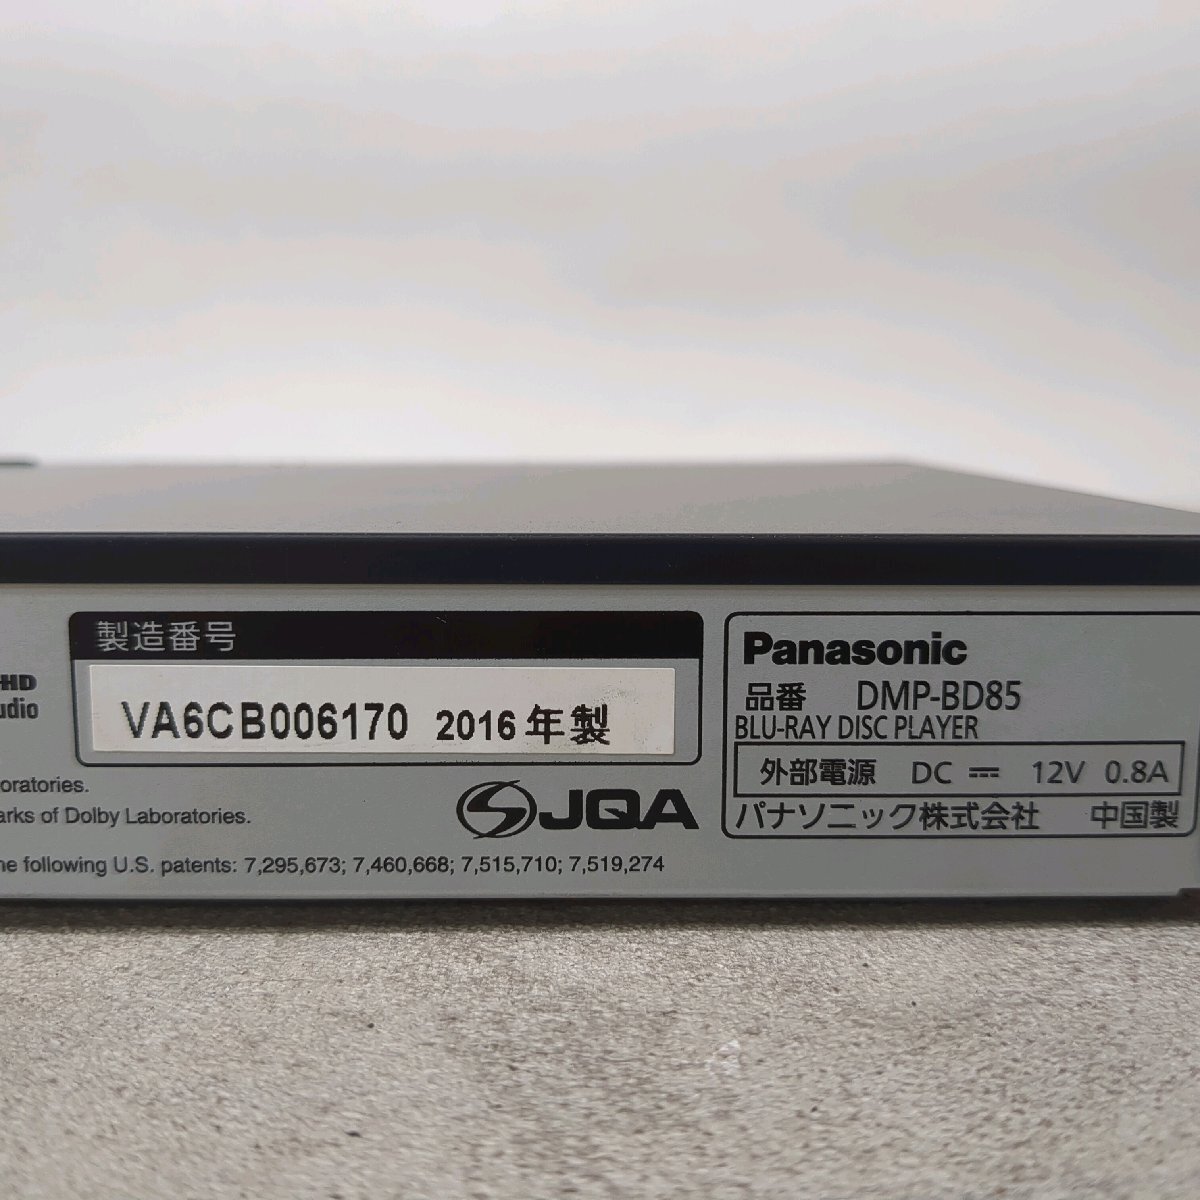 HD
udio
oratories.
arks of Dolby Laboratories.
he following U.S. patents: 7,295,673; 7,460,668; 7,515,710; 7,519,274
製造番号
VA6CB006170 2016年製
JQA
Panasonic
品番 DMP-BD85
BLU-RAY DISC PLAYER
外部電源 DC ⎓ 12V 0.8A
パナソニック株式会社 中国製